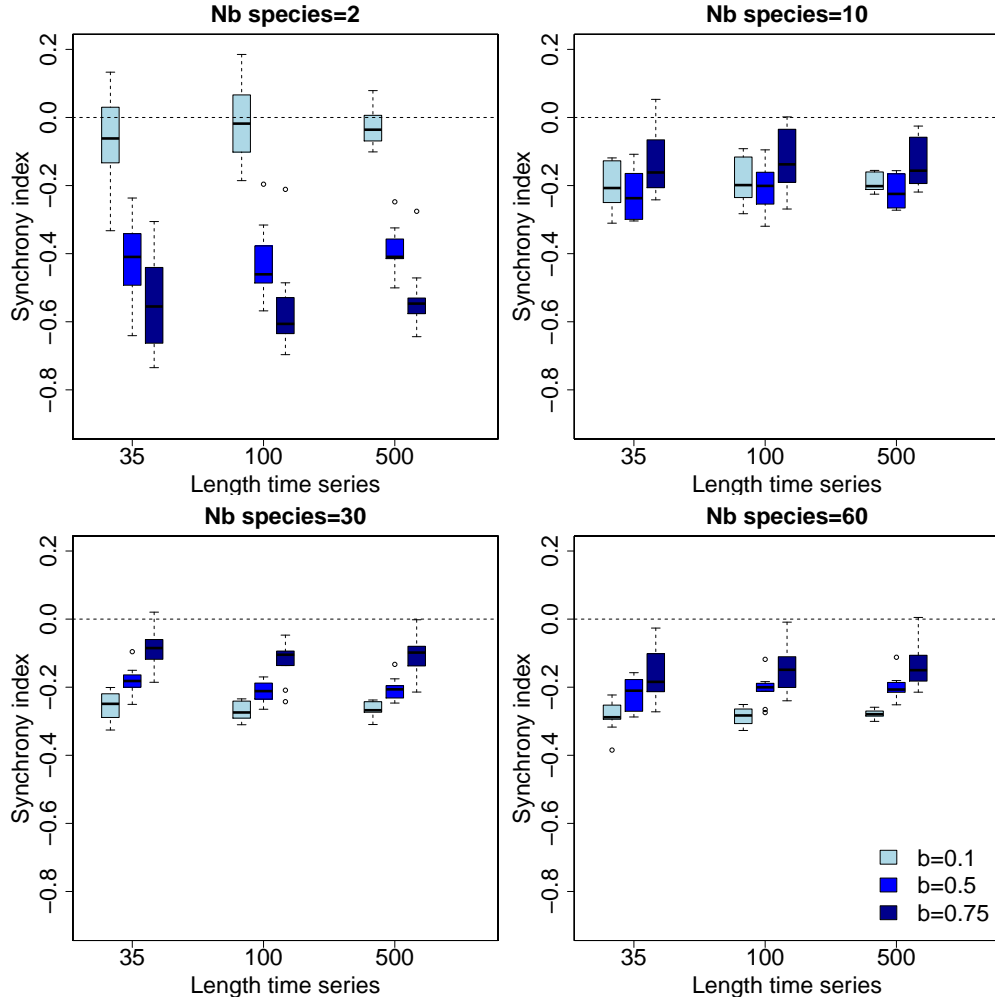 Nb species=2
0.2
0.0
−0.2
−0.4
−0.6
−0.8
Synchrony index
35
100
500
Length time series
Nb species=10
0.2
0.0
−0.2
−0.4
−0.6
−0.8
Synchrony index
35
100
500
Length time series
Nb species=30
0.2
0.0
−0.2
−0.4
−0.6
−0.8
Synchrony index
35
100
500
Length time series
Nb species=60
0.2
0.0
−0.2
−0.4
−0.6
−0.8
Synchrony index
b=0.1
b=0.5
b=0.75
35
100
500
Length time series